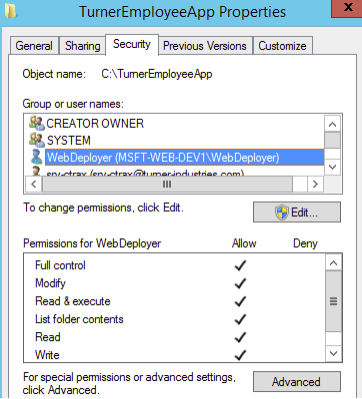 TurnerEmployeeApp Properties
X
General Sharing Security Previous Versions Customize
Object name: C:\TurnerEmployeeApp
Group or user names:
CREATOR OWNER
SYSTEM
WebDeployer (MSFT-WEB-DEV1\WebDeployer)
srv-ctrax (srv-ctrax@turner-industries.com)
To change permissions, click Edit.
Edit...
Permissions for WebDeployer Allow Deny
Full control
Modify
Read & execute
List folder contents
Read
Write
For special permissions or advanced settings,
click Advanced.
Advanced